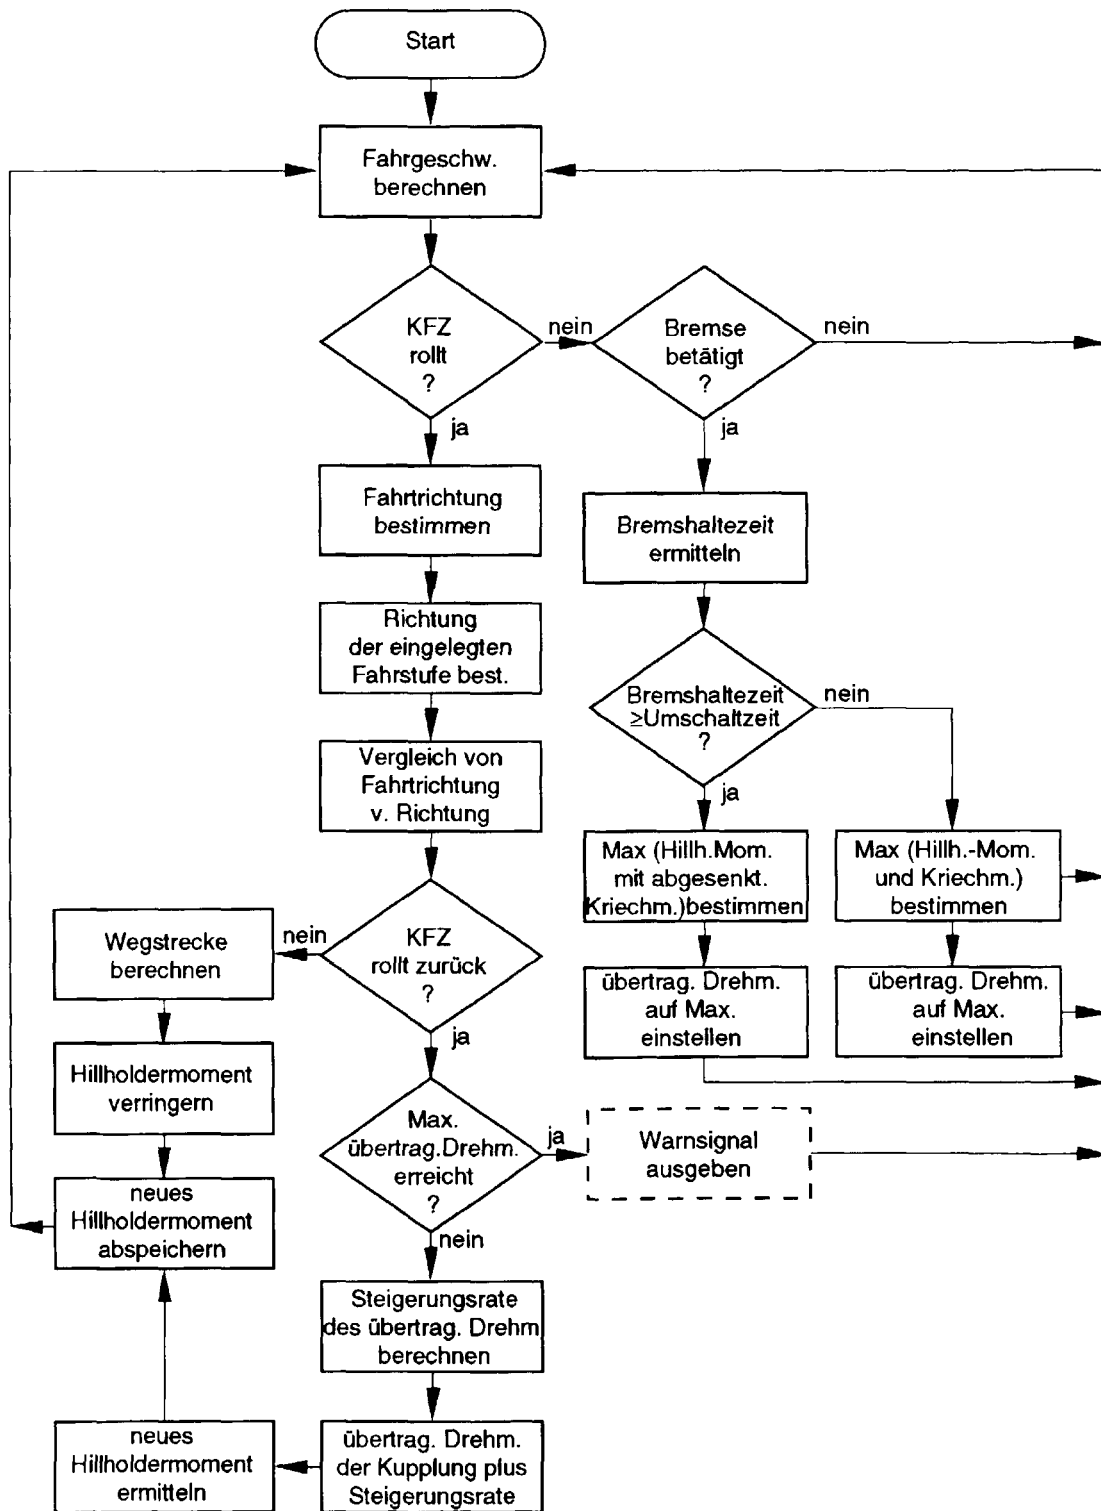 Start
Fahrgeschw.
berechnen
KFZ
rollt
?
nein
ja
Bremse
betätigt
?
nein
ja
Fahrtrichtung
bestimmen
Bremshaltezeit
ermitteln
Richtung
der eingelegten
Fahrstufe best.
Bremshaltezeit
≥Umschaltzeit
?
nein
ja
Vergleich von
Fahrtrichtung
v. Richtung
Max (Hillh.Mom.
mit abgesenkt.
Kriechm.)bestimmen
Max (Hillh.-Mom.
und Kriechm.)
bestimmen
KFZ
rollt zurück
?
nein
ja
Wegstrecke
berechnen
übertrag. Drehm.
auf Max.
einstellen
übertrag. Drehm.
auf Max.
einstellen
Hillholdermoment
verringern
Max.
übertrag.Drehm.
erreicht
?
ja
nein
Warnsignal
ausgeben
neues
Hillholdermoment
abspeichern
Steigerungsrate
des übertrag. Drehm
berechnen
neues
Hillholdermoment
ermitteln
übertrag. Drehm.
der Kupplung plus
Steigerungsrate